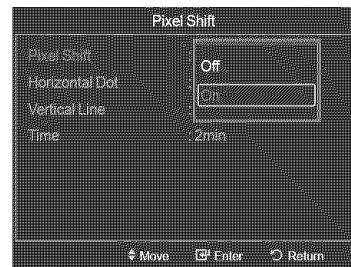 Pixel Shift
Pixel Shift
Off
Horizontal Dot
On
Vertical Line
Time : 2min
Move Enter Return